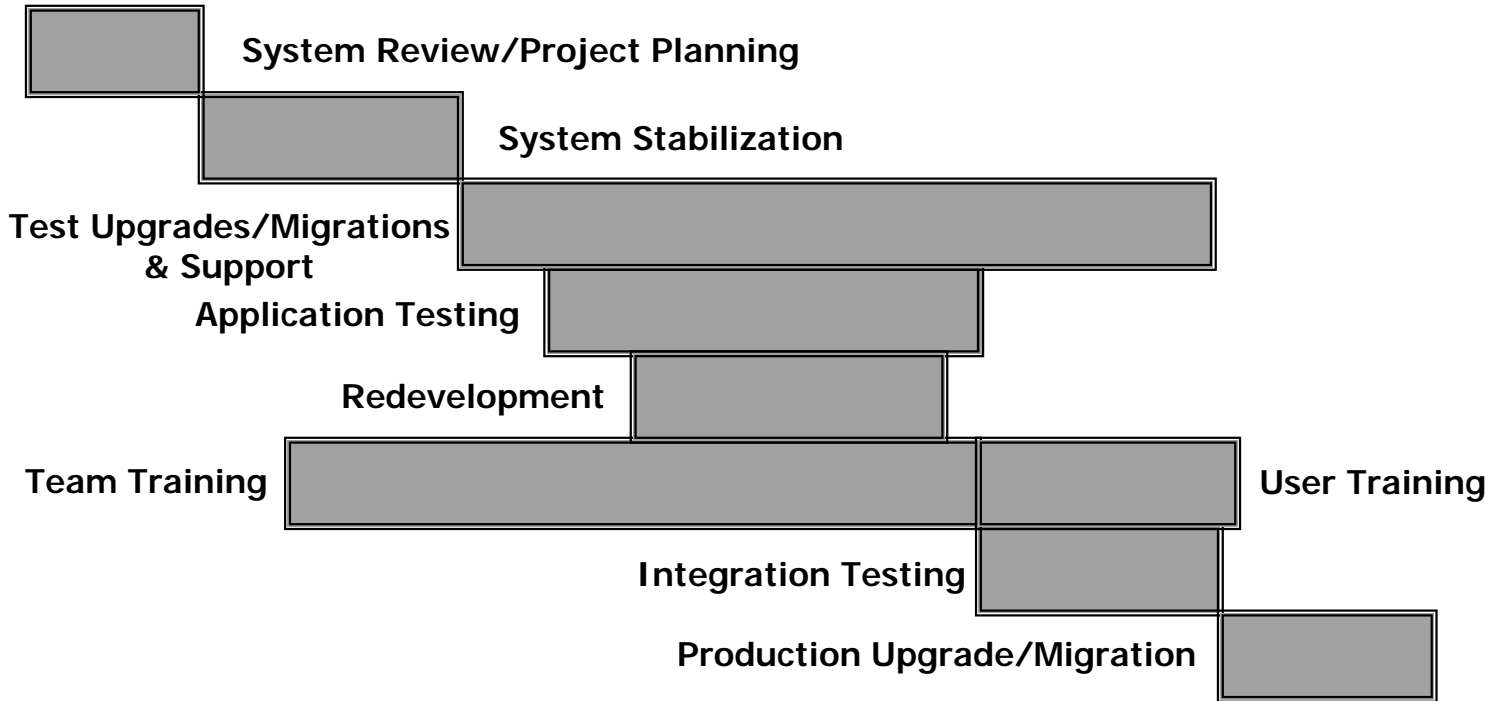 System Review/Project Planning
System Stabilization
Test Upgrades/Migrations
& Support
Application Testing
Redevelopment
Team Training
User Training
Integration Testing
Production Upgrade/Migration